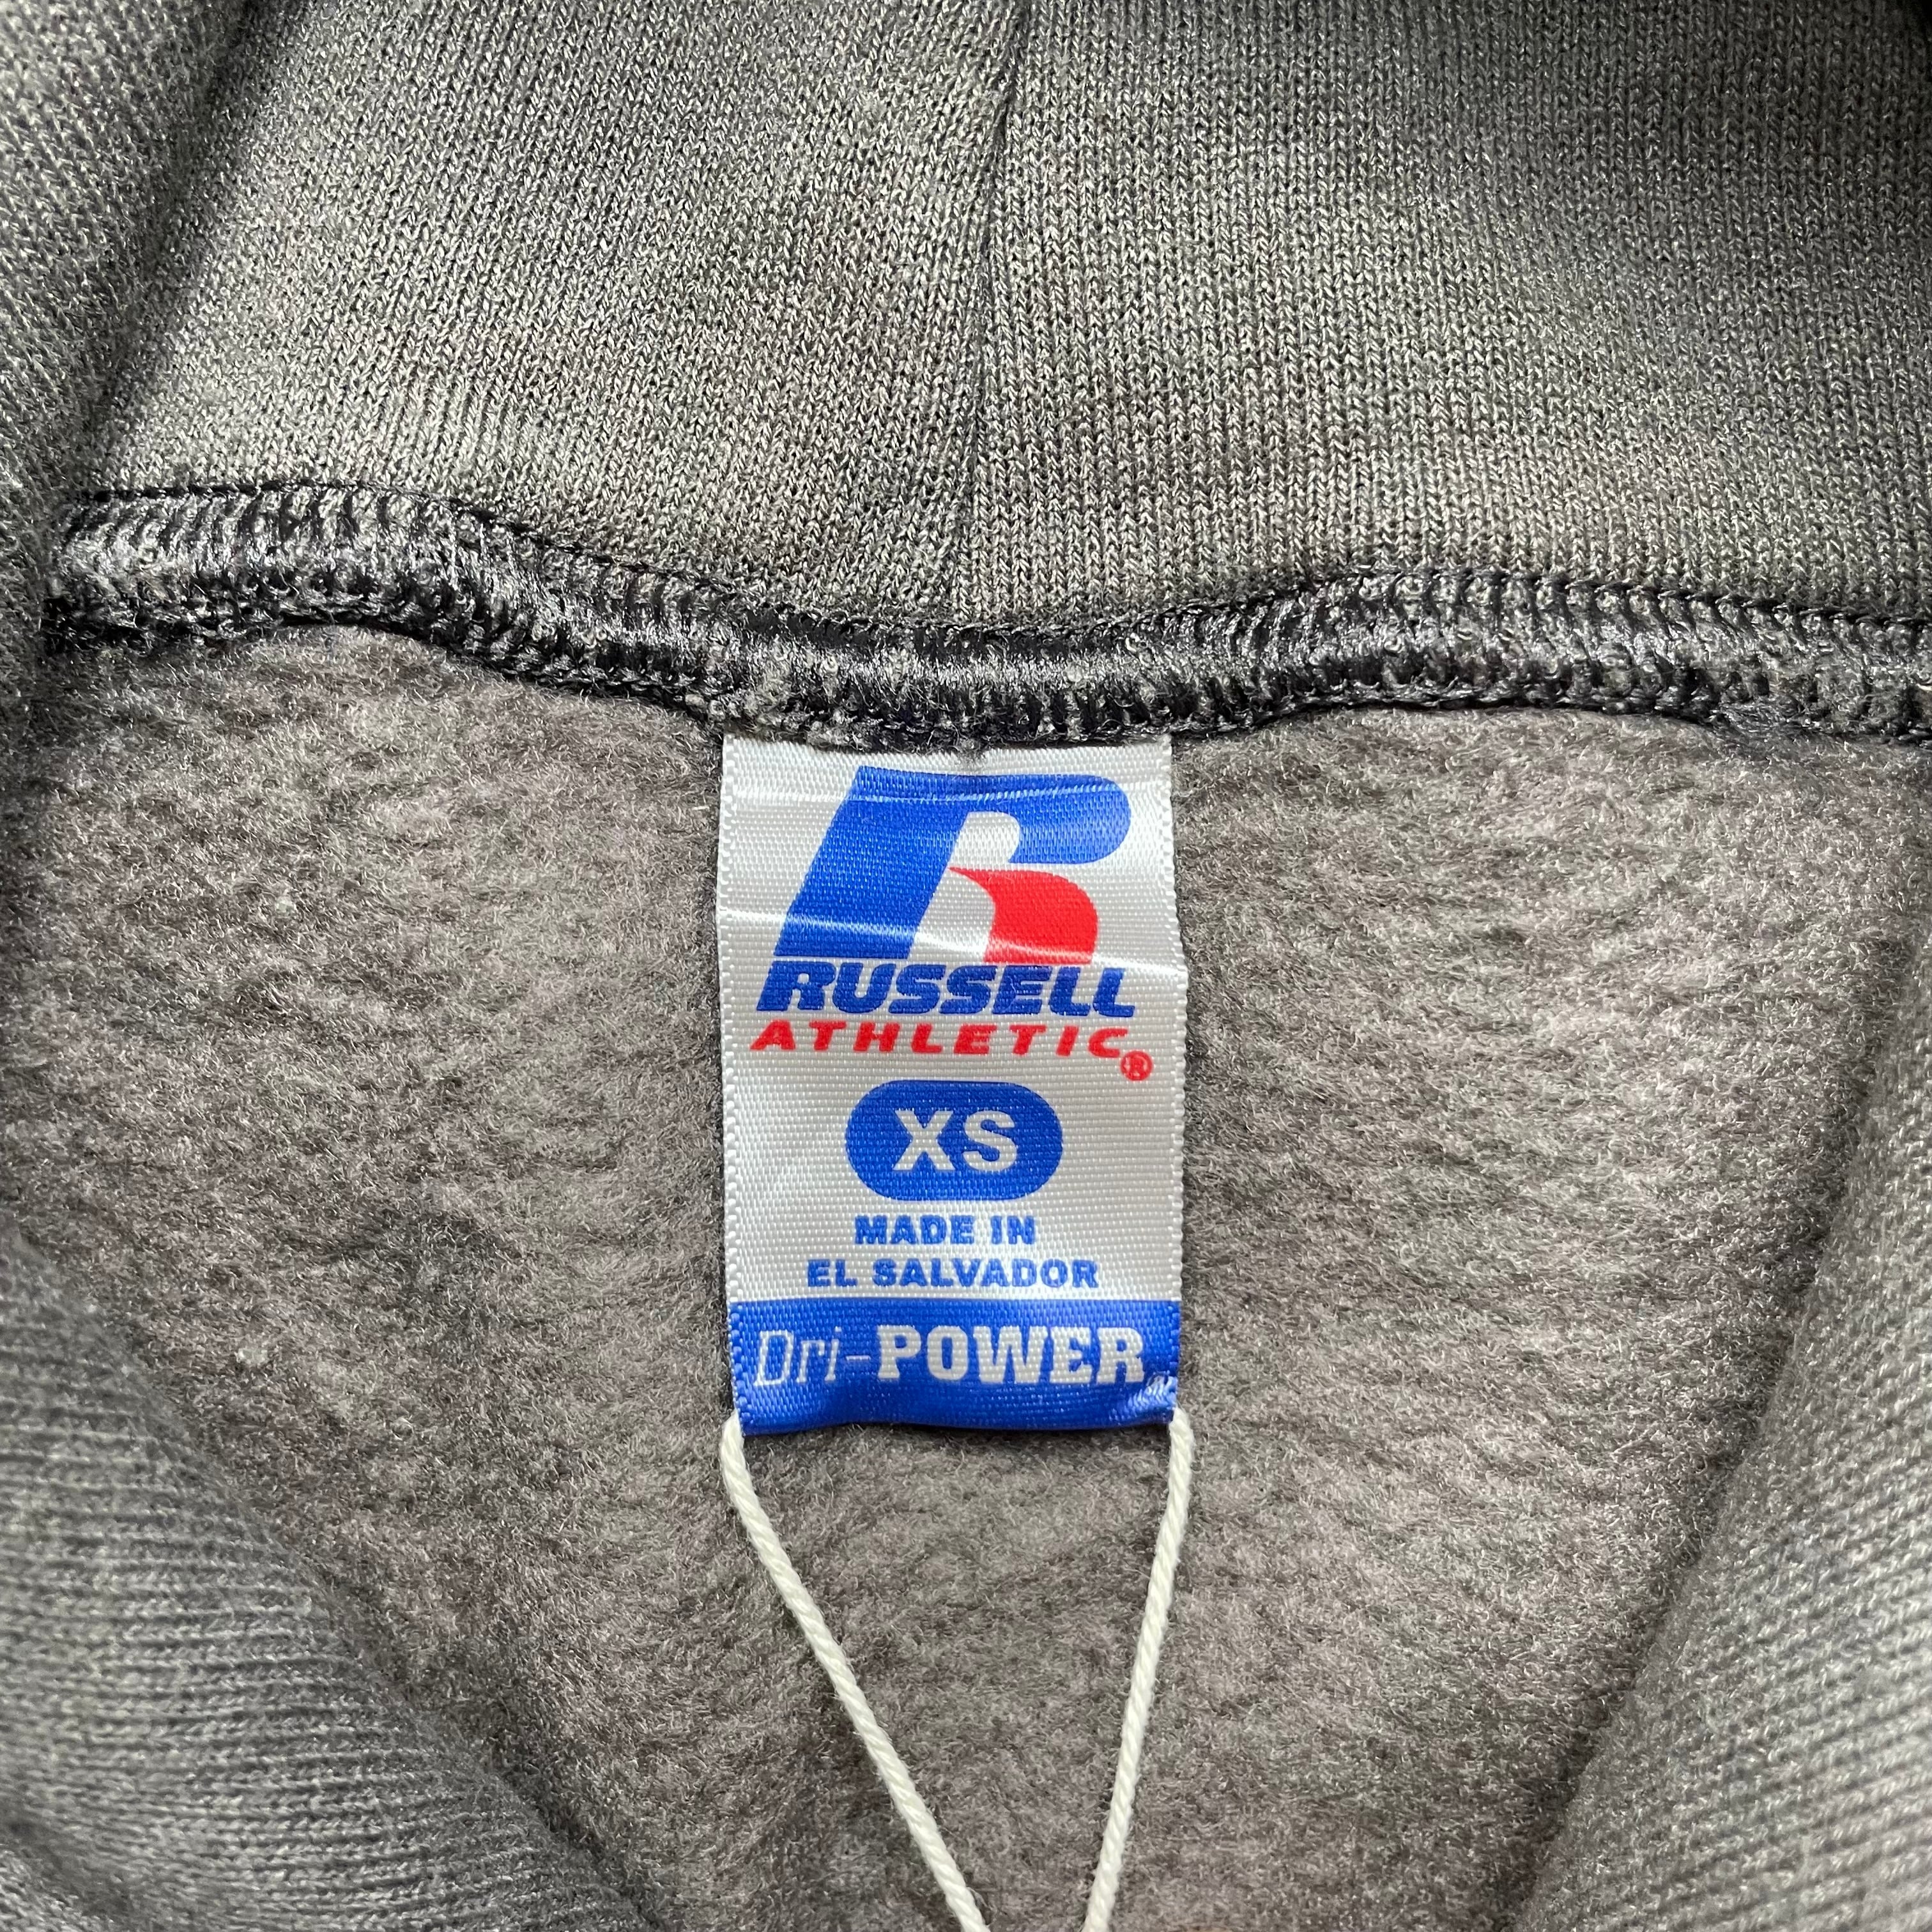 RUSSELL
ATHLETIC®
XS
MADE IN
EL SALVADOR
Dri-POWER®